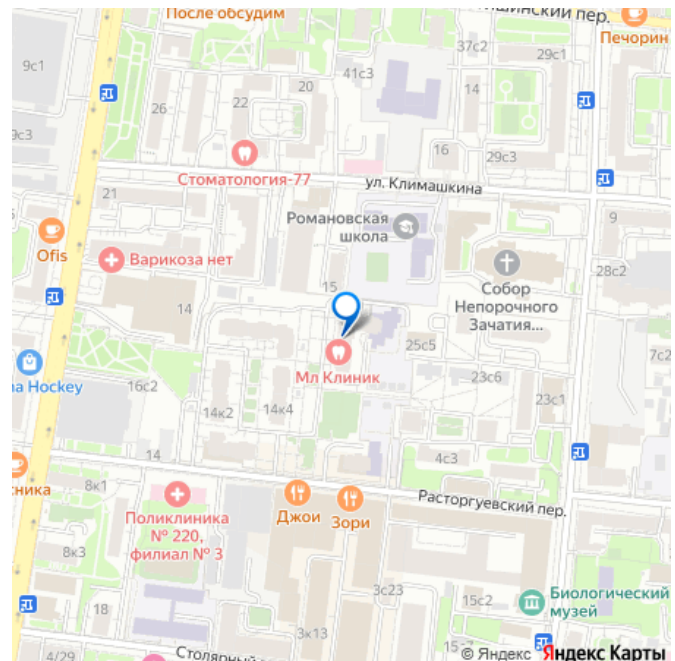 После обсудим
шинский пер.
Печорин
37с2
29с1
9с1
41с3
20
14
26
22
9с3
16
29с3
Стоматология-77
ул. Климашкина
21
Романовская
школа
9
Ofis
Варикоза нет
28с2
Собор
Непорочного
Зачатия...
15
14
25с5
7с2
Мл Клиник
23с6
na Hockey
16с2
23с1
14к2
14к4
14
4с3
8к1
сника
Расторгуевский пер.
Поликлиника
№ 220,
филиал № 3
Джои
Зори
8к3
3с23
Биологический
музей
15с2
18
3к13
4/29
Столярный
© Яндекс Яндекс Карты